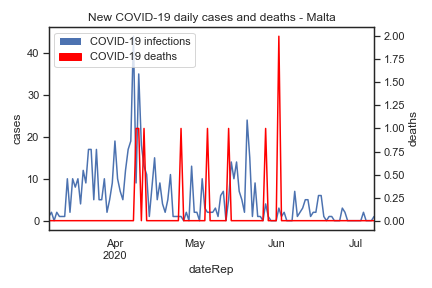 New COVID-19 daily cases and deaths - Malta
COVID-19 infections
COVID-19 deaths
cases
40
30
20
10
0
2.00
1.75
1.50
1.25
1.00
0.75
0.50
0.25
0.00
deaths
Apr
2020
May
Jun
Jul
dateRep